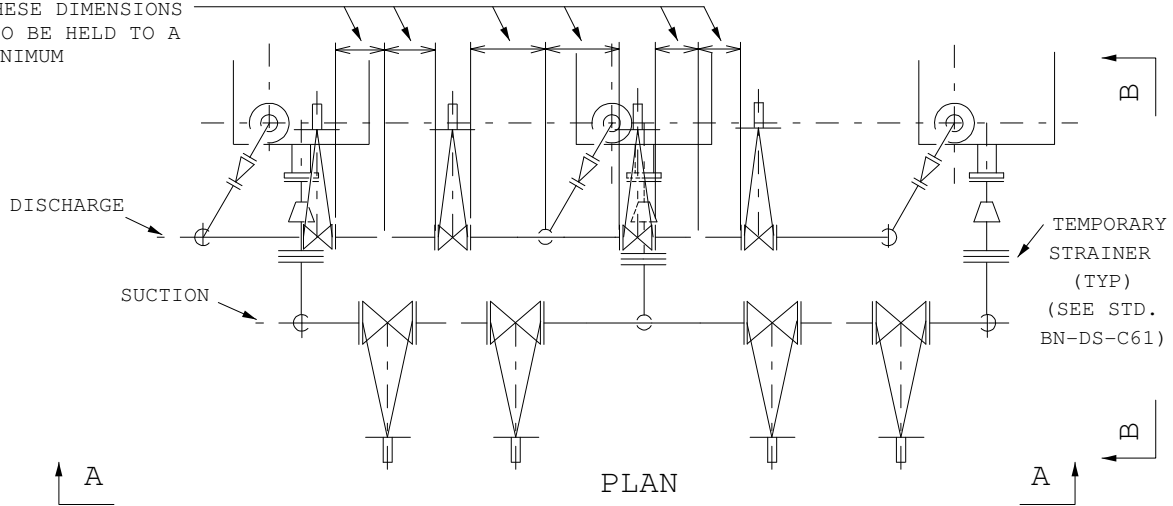 HESE DIMENSIONS
O BE HELD TO A
NIMUM
B
DISCHARGE
TEMPORARY
STRAINER
(TYP)
(SEE STD.
BN-DS-C61)
SUCTION
B
A
PLAN
A